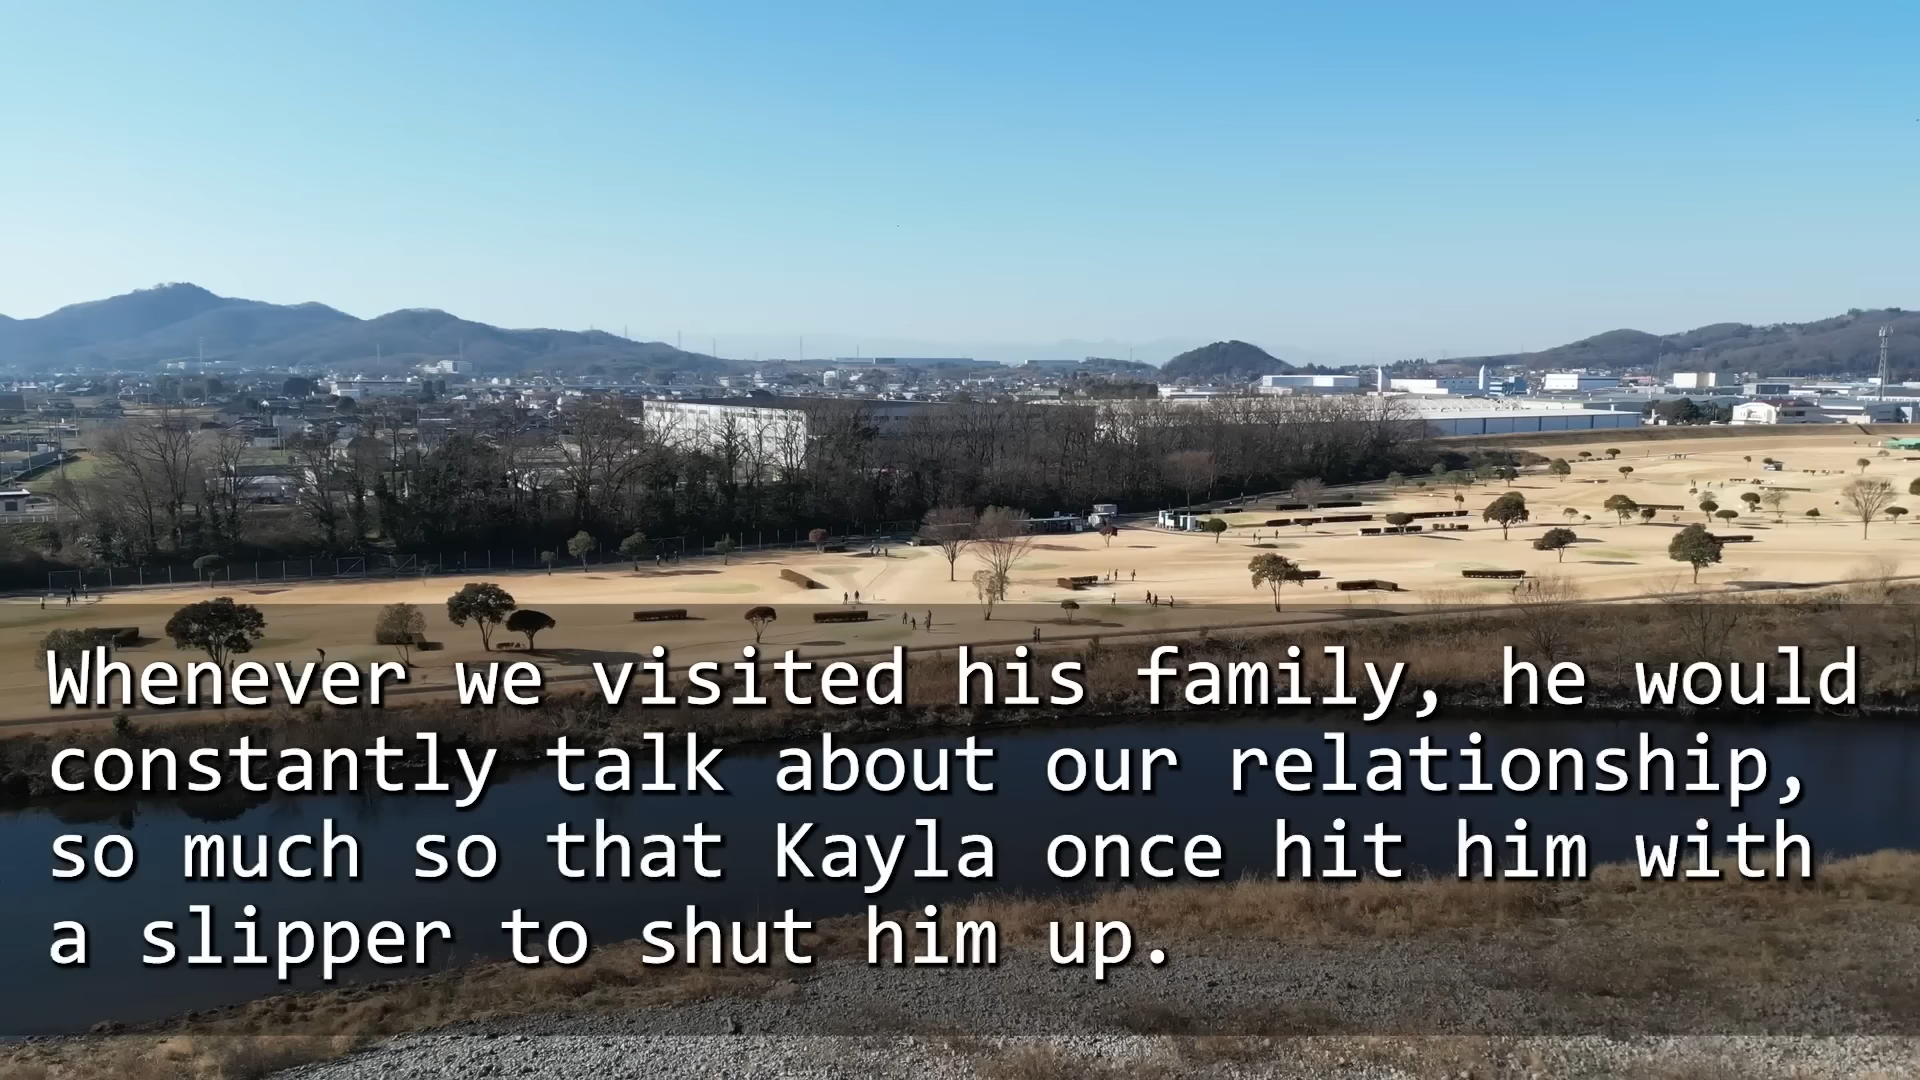 Whenever we visited his family, he would
constantly talk about our relationship,
so much so that Kayla once hit him with
a slipper to shut him up.